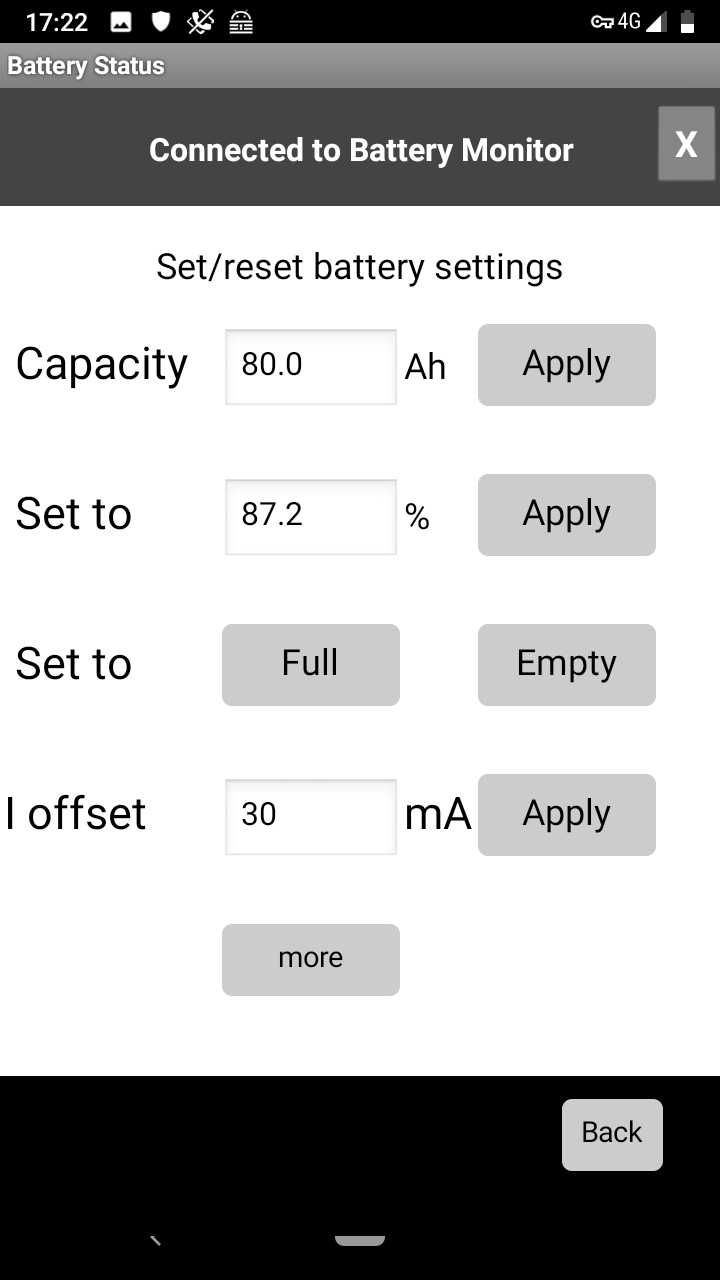 17:22 4G
Battery Status
Connected to Battery Monitor X
Set/reset battery settings
Capacity 80.0 Ah Apply
Set to 87.2 % Apply
Set to Full Empty
I offset 30 mA Apply
more
Back